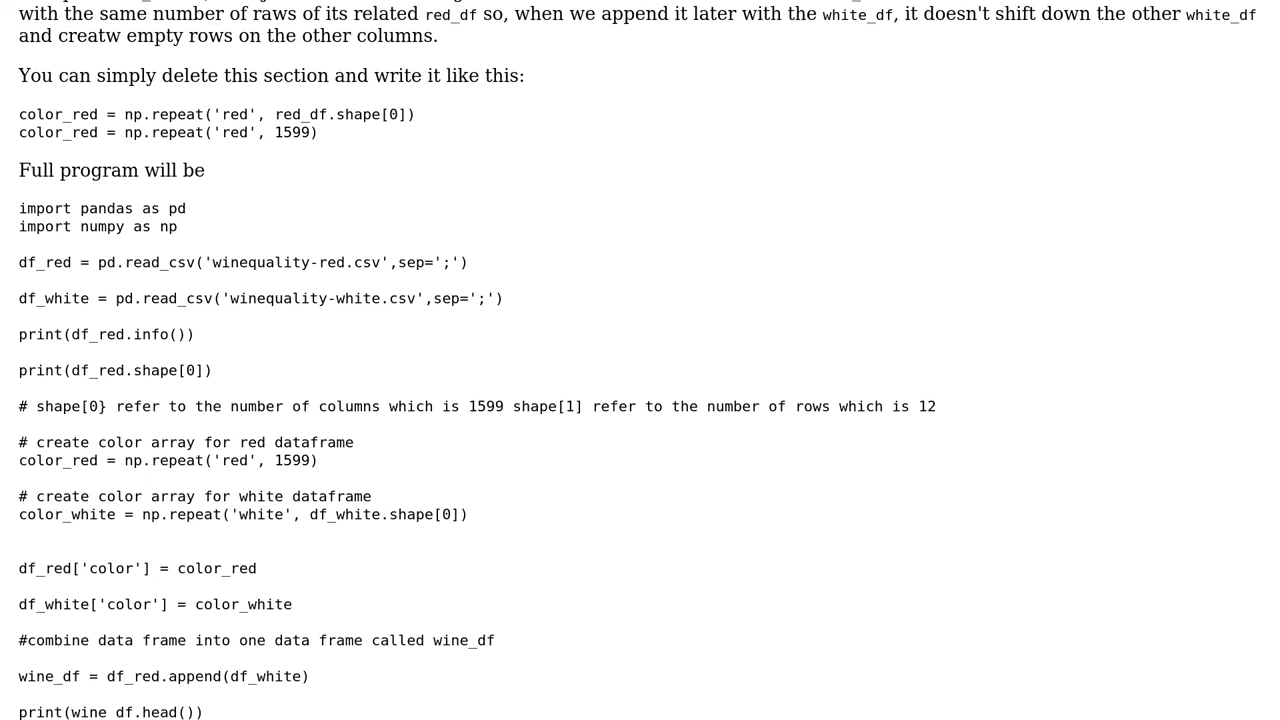 with the same number of raws of its related red_df so, when we append it later with the white_df, it doesn't shift down the other white_df
and creatw empty rows on the other columns.
You can simply delete this section and write it like this:
color_red = np.repeat('red', red_df.shape[0])
color_red = np.repeat('red', 1599)
Full program will be
import pandas as pd
import numpy as np
df_red = pd.read_csv('winequality-red.csv',sep=';')
df_white = pd.read_csv('winequality-white.csv',sep=';')
print(df_red.info())
print(df_red.shape[0])
# shape[0} refer to the number of columns which is 1599 shape[1] refer to the number of rows which is 12
# create color array for red dataframe
color_red = np.repeat('red', 1599)
# create color array for white dataframe
color_white = np.repeat('white', df_white.shape[0])
df_red['color'] = color_red
df_white['color'] = color_white
#combine data frame into one data frame called wine_df
wine_df = df_red.append(df_white)
print(wine_df.head())